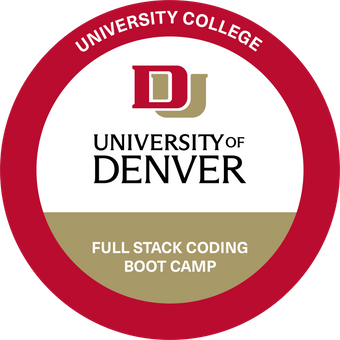 UNIVERSITY COLLEGE
DU
UNIVERSITY OF
DENVER
FULL STACK CODING
BOOT CAMP